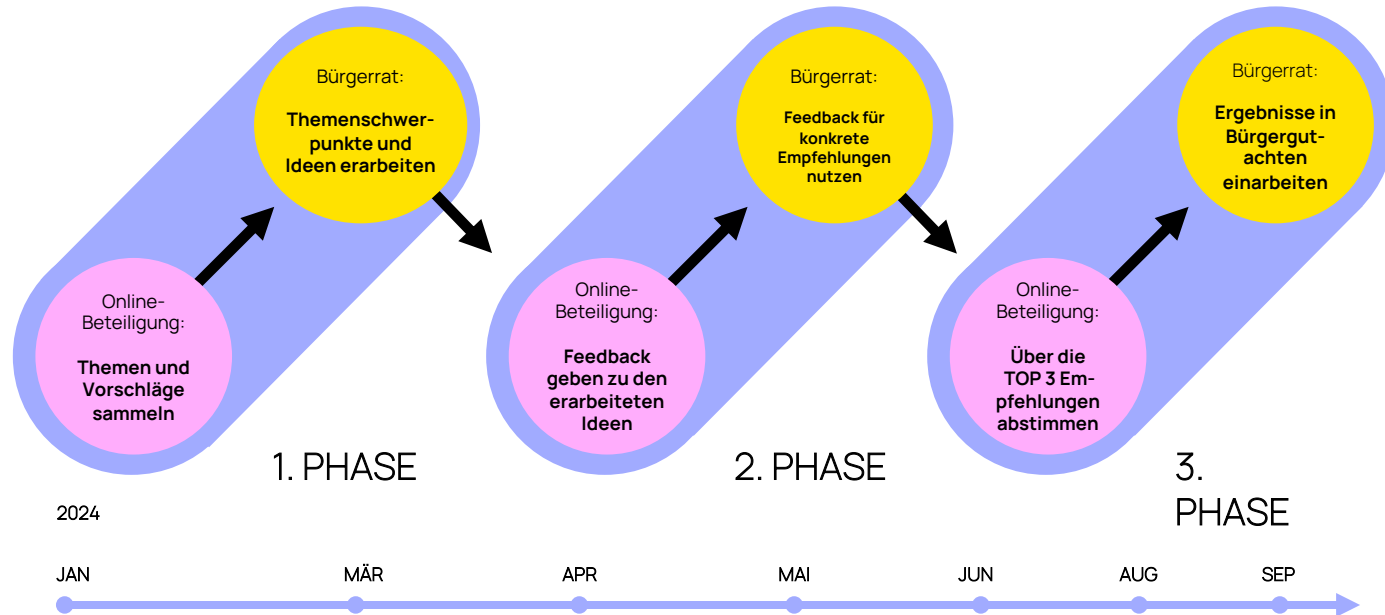 Bürgerrat:
Themenschwer-
punkte und
Ideen erarbeiten
Online-
Beteiligung:
Themen und
Vorschläge
sammeln
1. PHASE
Bürgerrat:
Feedback für
konkrete
Empfehlungen
nutzen
Online-
Beteiligung:
Feedback
geben zu den
erarbeiteten
Ideen
2. PHASE
Bürgerrat:
Ergebnisse in
Bürgergut-
achten
einarbeiten
Online-
Beteiligung:
Über die
TOP 3 Em-
pfehlungen
abstimmen
3.
PHASE
2024
JAN MÄR APR MAI JUN AUG SEP